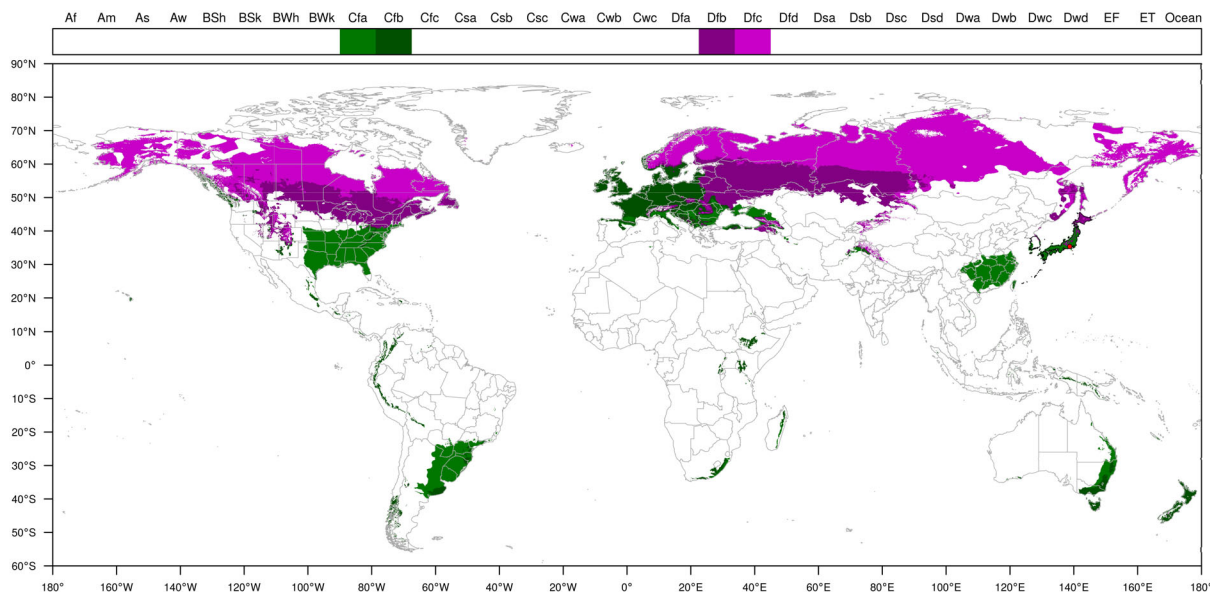 Af Am As Aw BSh BSk BWh BWk Cfa Cfb Cfc Csa Csb Csc Cwa Cwb Cwc Dfa Dfb Dfc Dfd Dsa Dsb Dsc Dsd Dwa Dwb Dwc Dwd EF ET Ocean
90°N
80°N
70°N
60°N
50°N
40°N
30°N
20°N
10°N
0°
10°S
20°S
30°S
40°S
50°S
60°S
180° 160°W 140°W 120°W 100°W 80°W 60°W 40°W 20°W 0° 20°E 40°E 60°E 80°E 100°E 120°E 140°E 160°E 180°